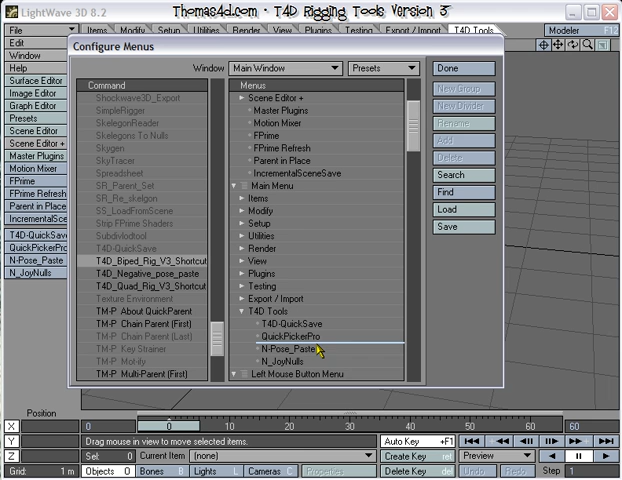 Thomas4d.com - T4D Rigging Tools Version 3
LightWave 3D 8.2
File Items Modify Setup Utilities Render View Plugins Testing Export / Import T4D Tools Modeler F12
Edit
Window
Help
Surface Editor
Image Editor
Graph Editor
Presets
Scene Editor
Scene Editor +
Master Plugins
Motion Mixer
FPrime
FPrime Refresh
Parent in Place
IncrementalSce
T4D-QuickSave
QuickPickerPro
N-Pose_Paste
N_JoyNulls
Configure Menus
Window Main Window Presets
Command
Shockwave3D_Export
SimpleRigger
SkelegonReader
Skelegons To Nulls
Skygen
SkyTracer
Spreadsheet
SR_Parent_Set
SR_Re_skelgon
SS_LoadFromScene
Strip FPrime Shaders
Subdivlodtool
T4D-QuickSave
T4D_Biped_Rig_V3_Shortcut
T4D_Negative_pose_paste
T4D_Quad_Rig_V3_Shortcut
Texture Environment
TM-P About QuickParent
TM-P Chain Parent (First)
TM-P Chain Parent (Last)
TM-P Key Strainer
TM-P Mot-ify
TM-P Multi-Parent (First)
Menus
Scene Editor +
Master Plugins
Motion Mixer
FPrime
FPrime Refresh
Parent in Place
IncrementalSceneSave
Main Menu
Items
Modify
Setup
Utilities
Render
View
Plugins
Testing
Export / Import
T4D Tools
T4D-QuickSave
QuickPickerPro
N-Pose_Paste
N_JoyNulls
Left Mouse Button Menu
Done
New Group
New Divider
Rename
Add
Delete
Search
Find
Load
Save
Position
X 0 0 10 20 30 40 50 60 60
Y Drag mouse in view to move selected items. Auto Key +F1
Z Sel: 0 Current Item (none) Create Key ret Preview
Grid: 1 m Objects O Bones B Lights L Cameras C Properties Delete Key del Undo Redo Step 1